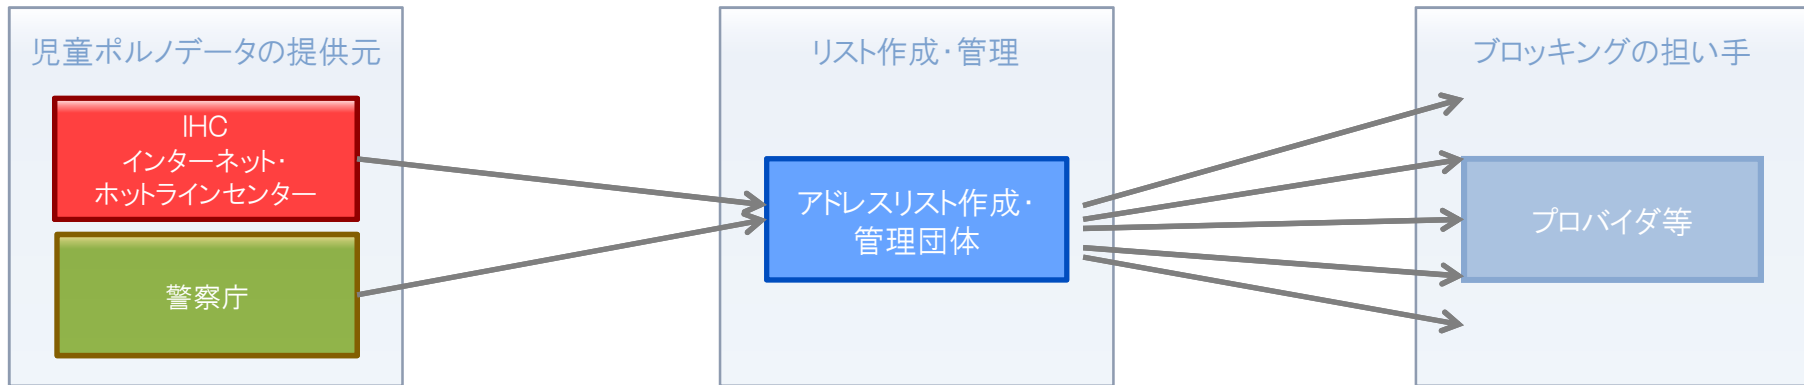 児童ポルノデータの提供元
IHC
インターネット・
ホットラインセンター
警察庁
リスト作成・管理
アドレスリスト作成・
管理団体
ブロッキングの担い手
プロバイダ等